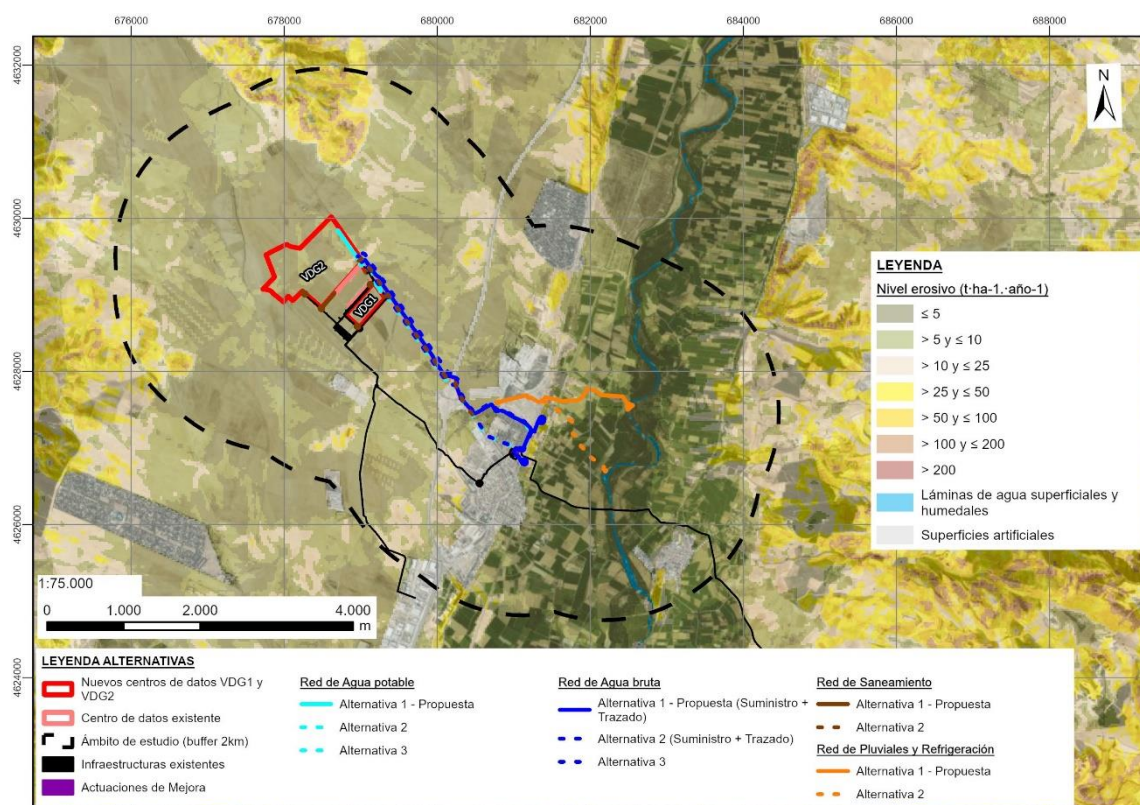 676000 678000 680000 682000 684000 686000 688000
4632000
4630000
4628000
4626000
4624000
N
VDG2
VDG1
LEYENDA
Nivel erosivo (t·ha-1.·año-1)
≤ 5
> 5 y ≤ 10
> 10 y ≤ 25
> 25 y ≤ 50
> 50 y ≤ 100
> 100 y ≤ 200
> 200
Láminas de agua superficiales y
humedales
Superficies artificiales
1:75.000
0 1.000 2.000 4.000
m
LEYENDA ALTERNATIVAS
Nuevos centros de datos VDG1 y
VDG2
Centro de datos existente
Ámbito de estudio (buffer 2km)
Infraestructuras existentes
Actuaciones de Mejora
Red de Agua potable
Alternativa 1 - Propuesta
Alternativa 2
Alternativa 3
Red de Agua bruta
Alternativa 1 - Propuesta (Suministro +
Trazado)
Alternativa 2 (Suministro + Trazado)
Alternativa 3
Red de Saneamiento
Alternativa 1 - Propuesta
Alternativa 2
Red de Pluviales y Refrigeración
Alternativa 1 - Propuesta
Alternativa 2